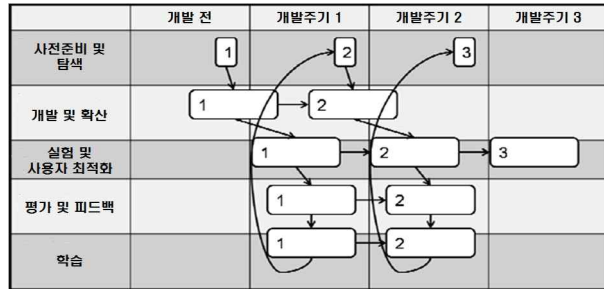 개발 전 개발주기 1 개발주기 2 개발주기 3
사전준비 및
탐색
1 2 3
개발 및 확산
1 2
실험 및
사용자 최적화
1 2 3
평가 및 피드백
1 2
학습
1 2